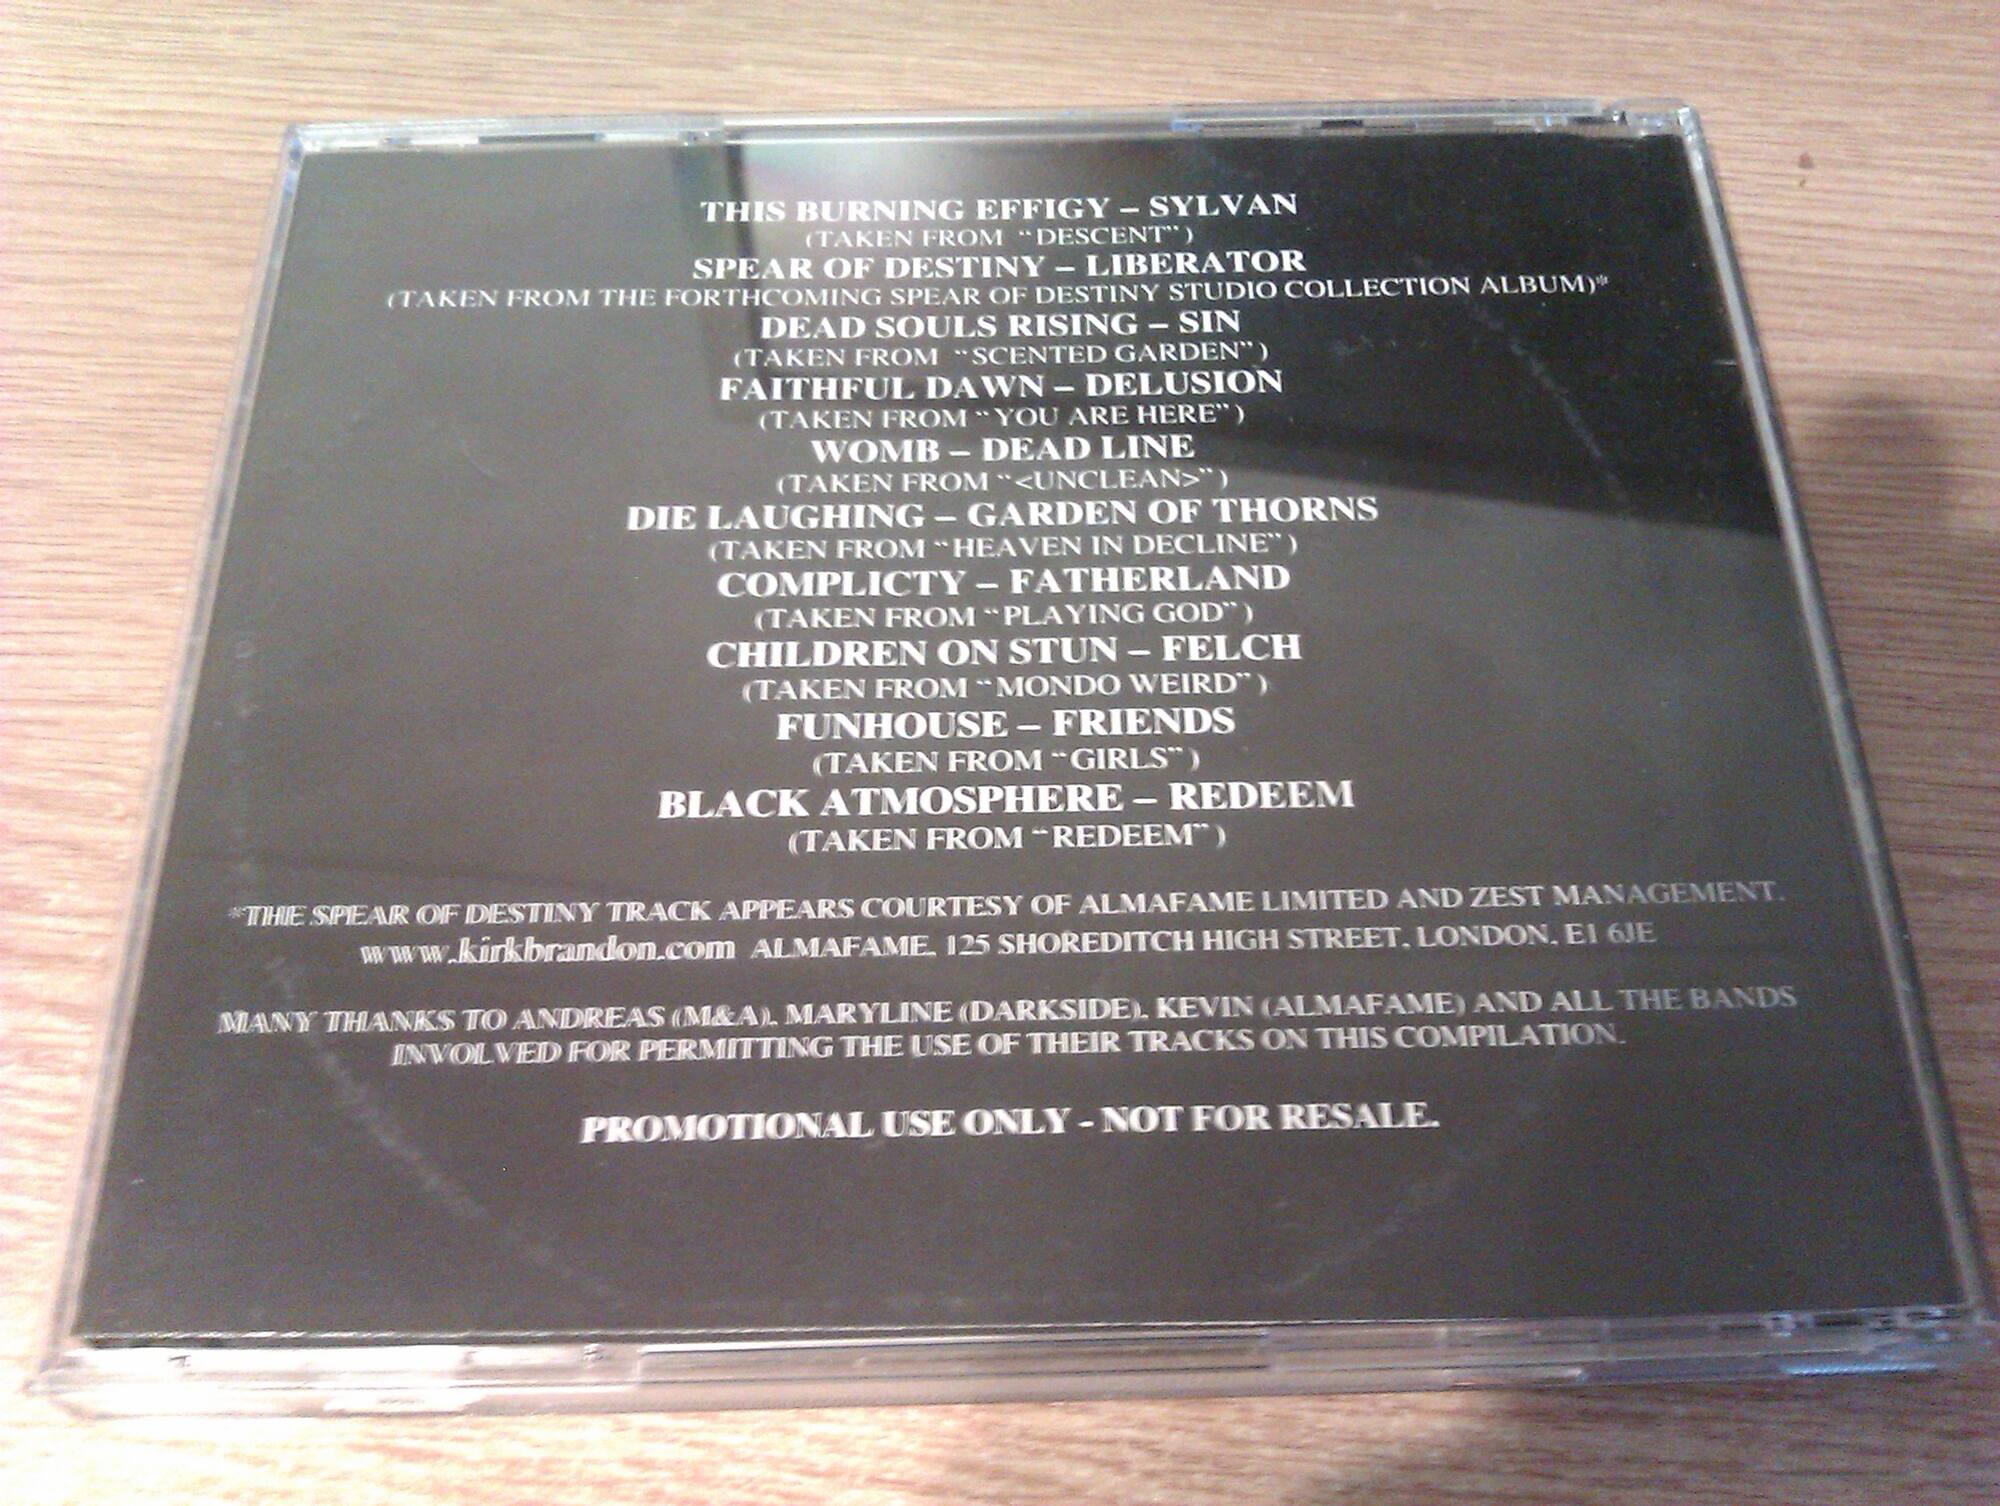 THIS BURNING EFFIGY – SYLVAN
(TAKEN FROM "DESCENT")
SPEAR OF DESTINY – LIBERATOR
(TAKEN FROM THE FORTHCOMING SPEAR OF DESTINY STUDIO COLLECTION ALBUM)*
DEAD SOULS RISING – SIN
(TAKEN FROM "SCENTED GARDEN")
FAITHFUL DAWN – DELUSION
(TAKEN FROM "YOU ARE HERE")
WOMB – DEAD LINE
(TAKEN FROM "<UNCLEAN>")
DIE LAUGHING – GARDEN OF THORNS
(TAKEN FROM "HEAVEN IN DECLINE")
COMPLICTY – FATHERLAND
(TAKEN FROM "PLAYING GOD")
CHILDREN ON STUN – FELCH
(TAKEN FROM "MONDO WEIRD")
FUNHOUSE – FRIENDS
(TAKEN FROM "GIRLS")
BLACK ATMOSPHERE – REDEEM
(TAKEN FROM "REDEEM")
*THE SPEAR OF DESTINY TRACK APPEARS COURTESY OF ALMAFAME LIMITED AND ZEST MANAGEMENT.
www.kirkbrandon.com ALMAFAME, 125 SHOREDITCH HIGH STREET, LONDON, E1 6JE
MANY THANKS TO ANDREAS (M&A), MARYLINE (DARKSIDE), KEVIN (ALMAFAME) AND ALL THE BANDS
INVOLVED FOR PERMITTING THE USE OF THEIR TRACKS ON THIS COMPILATION.
PROMOTIONAL USE ONLY - NOT FOR RESALE.